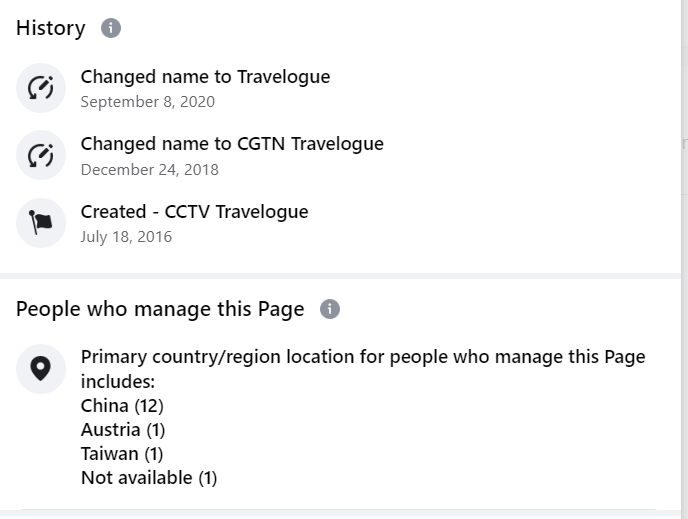 History
Changed name to Travelogue
September 8, 2020
Changed name to CGTN Travelogue
December 24, 2018
Created - CCTV Travelogue
July 18, 2016
People who manage this Page
Primary country/region location for people who manage this Page
includes:
China (12)
Austria (1)
Taiwan (1)
Not available (1)